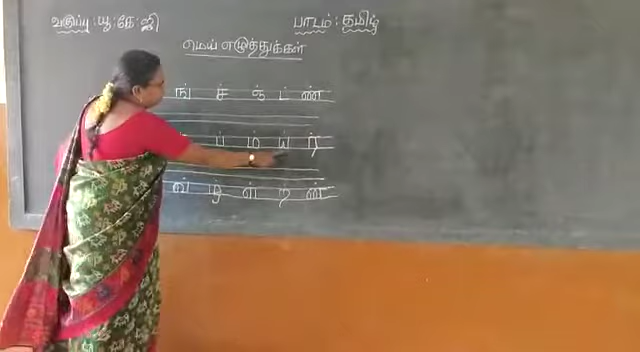 வகுப்பு : யூ . கே . ஜி
பாடம் : தமிழ்
மெய் எழுத்துக்கள்
ங் ச் ஞ் ட் ண்
ப் ம் ய் ர்
வ் ழ் ள் ற் ண்